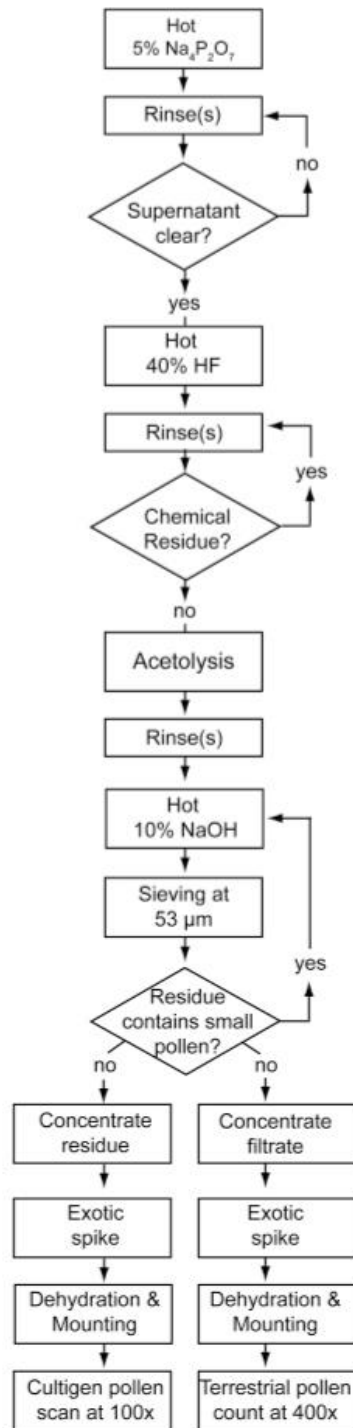 Hot
5% Na₄P₂O₇
Rinse(s)
no
Supernatant
clear?
yes
Hot
40% HF
Rinse(s)
yes
Chemical
Residue?
no
Acetolysis
Rinse(s)
Hot
10% NaOH
Sieving at
53 µm
yes
Residue
contains small
pollen?
no
no
Concentrate
residue
Concentrate
filtrate
Exotic
spike
Exotic
spike
Dehydration &
Mounting
Dehydration &
Mounting
Cultigen pollen
scan at 100x
Terrestrial pollen
count at 400x